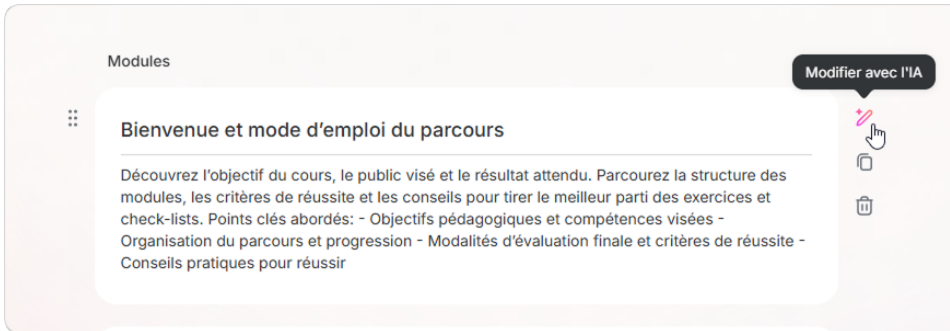 Modules
Modifier avec l'IA
Bienvenue et mode d’emploi du parcours
Découvrez l’objectif du cours, le public visé et le résultat attendu. Parcourez la structure des
modules, les critères de réussite et les conseils pour tirer le meilleur parti des exercices et
check-lists. Points clés abordés: - Objectifs pédagogiques et compétences visées -
Organisation du parcours et progression - Modalités d’évaluation finale et critères de réussite -
Conseils pratiques pour réussir